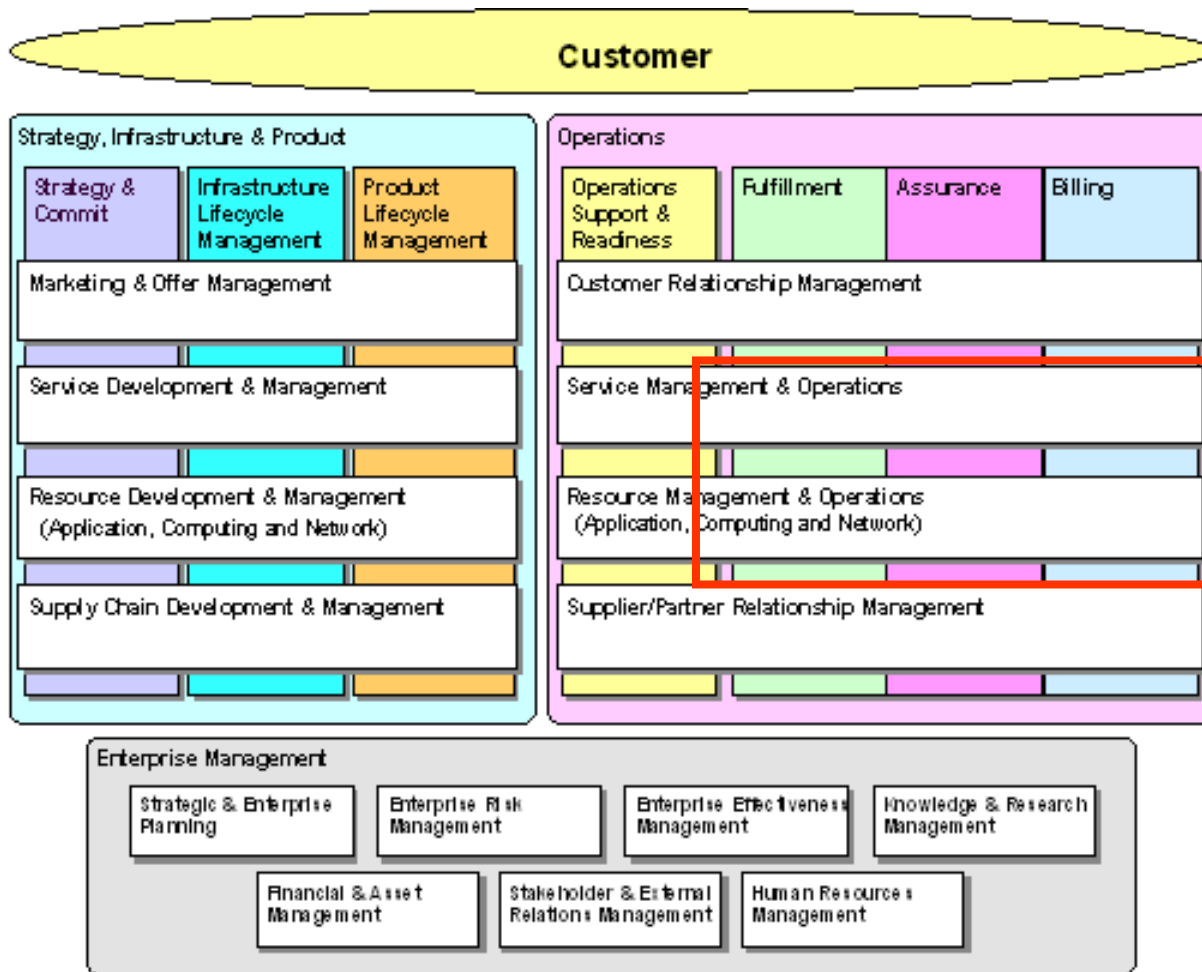 Customer
Strategy, Infrastructure & Product
Strategy &
Commit
Infrastructure
Lifecycle
Management
Product
Lifecycle
Management
Marketing & Offer Management
Service Development & Management
Resource Development & Management
(Application, Computing and Network)
Supply Chain Development & Management
Operations
Operations
Support &
Readiness
Fulfillment
Assurance
Billing
Customer Relationship Management
Service Management & Operations
Resource Management & Operations
(Application, Computing and Network)
Supplier/Partner Relationship Management
Enterprise Management
Strategic & Enterprise
Planning
Enterprise Risk
Management
Enterprise Effectiveness
Management
Knowledge & Research
Management
Financial & Asset
Management
Stakeholder & External
Relations Management
Human Resources
Management